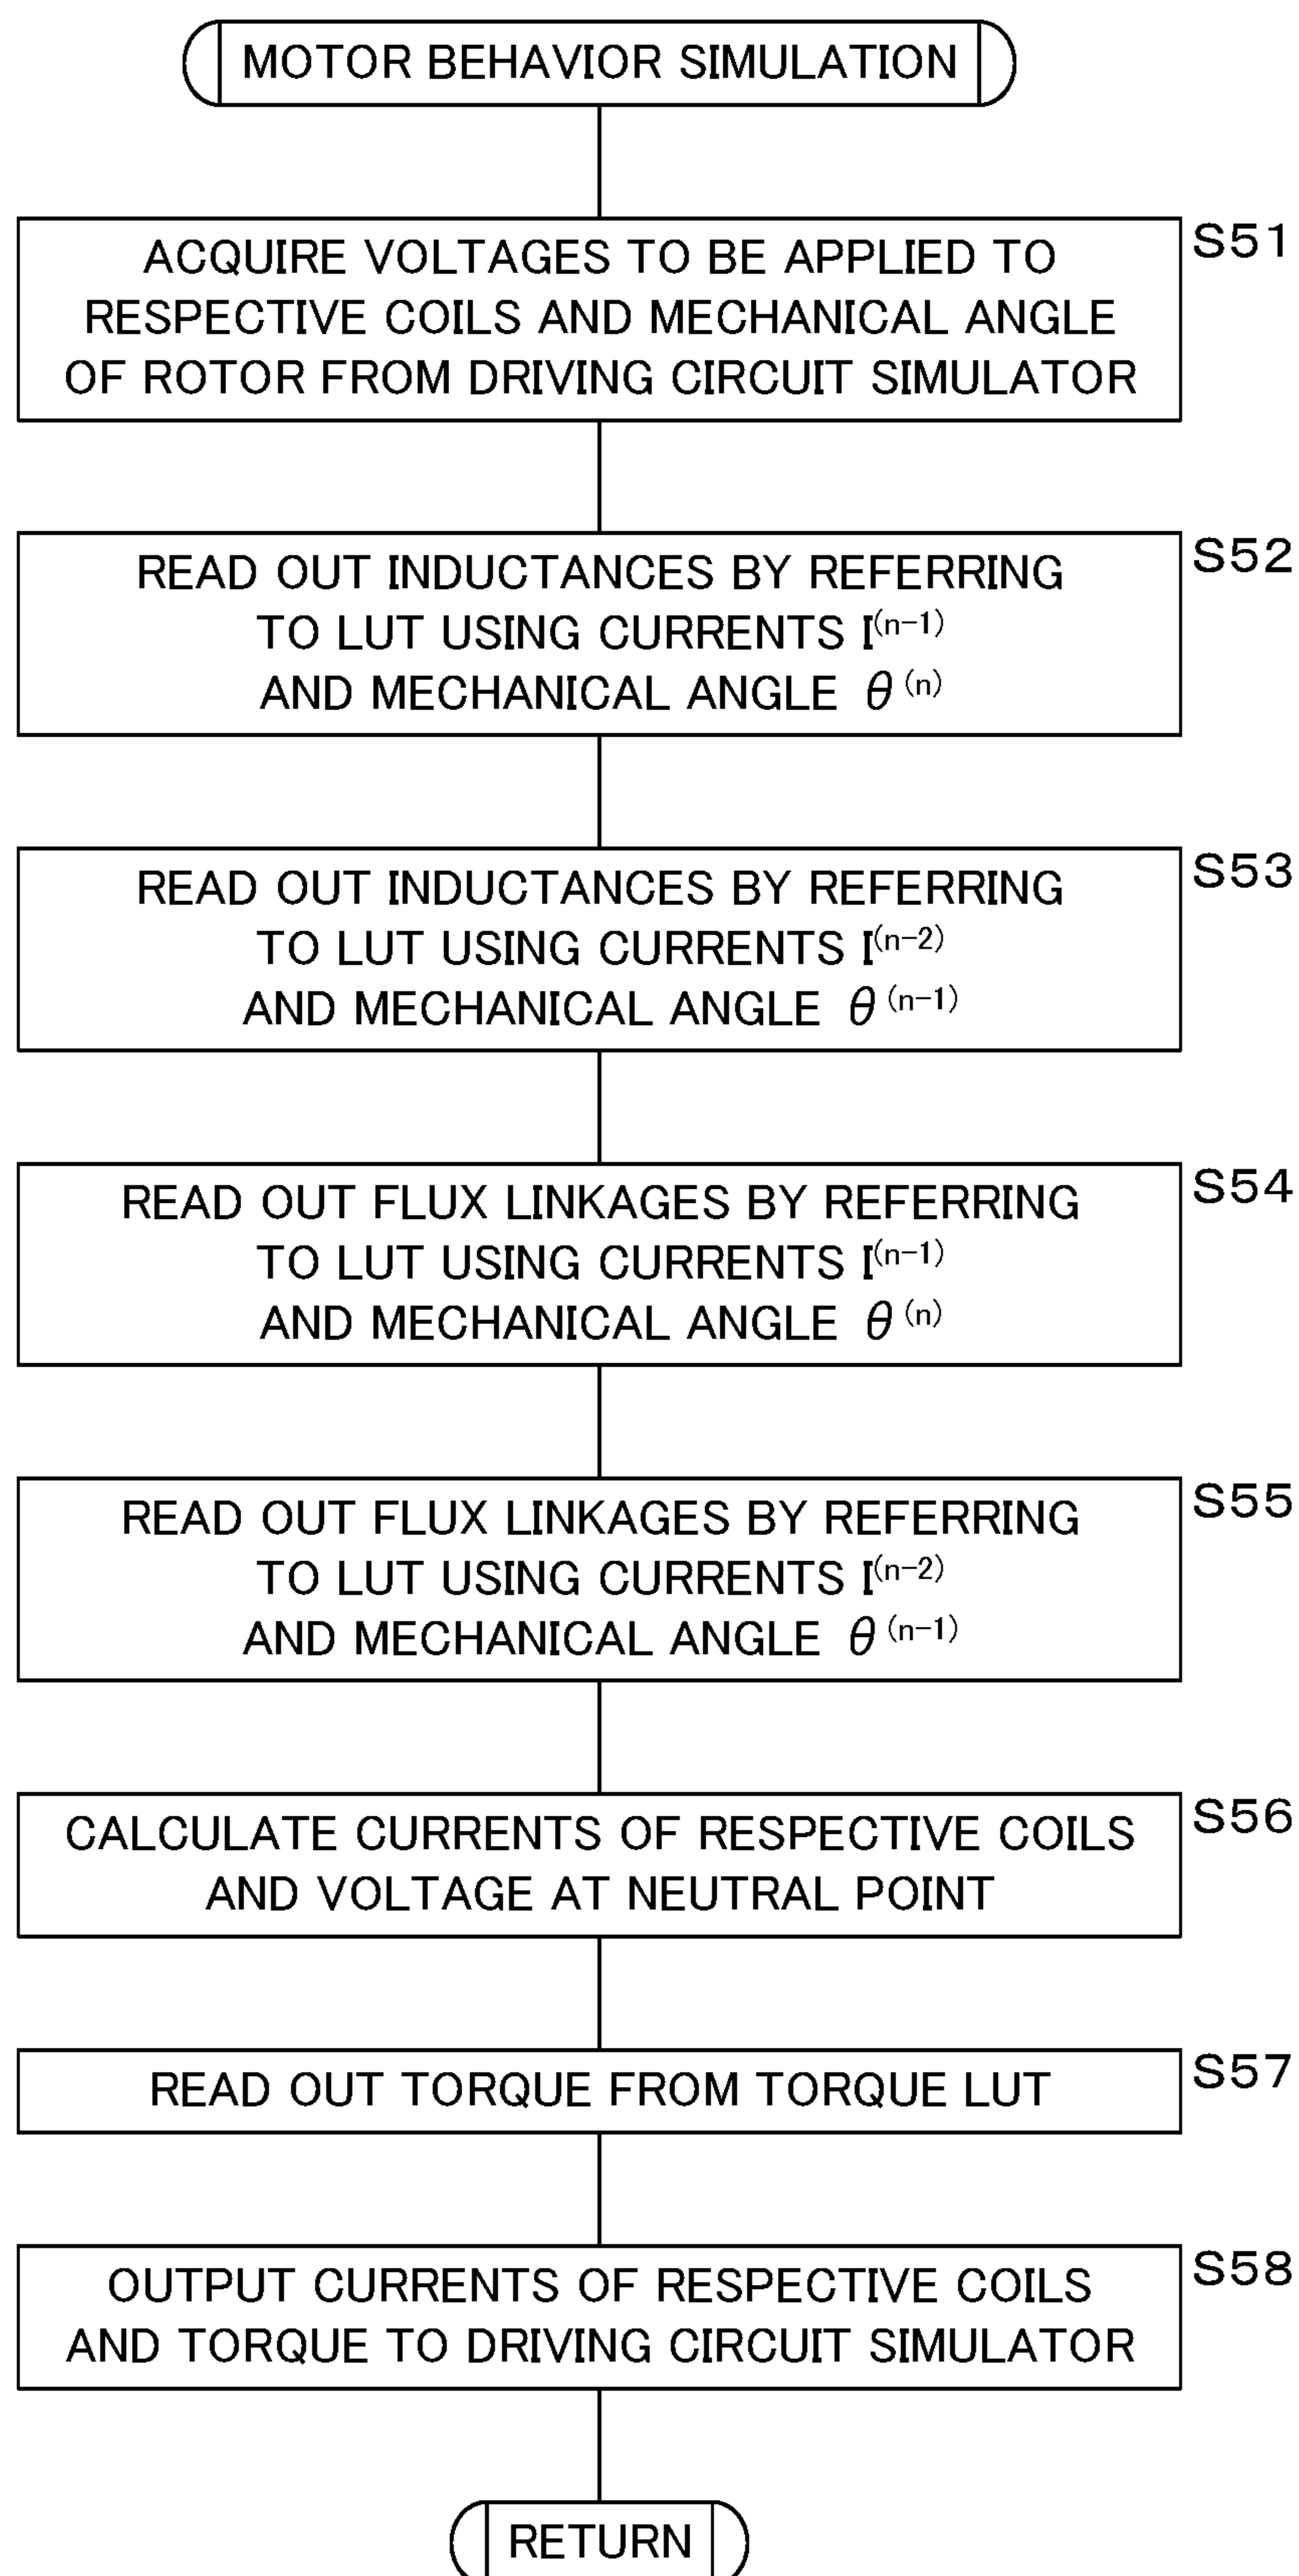 MOTOR BEHAVIOR SIMULATION
S51
ACQUIRE VOLTAGES TO BE APPLIED TO
RESPECTIVE COILS AND MECHANICAL ANGLE
OF ROTOR FROM DRIVING CIRCUIT SIMULATOR
S52
READ OUT INDUCTANCES BY REFERRING
TO LUT USING CURRENTS I(n-1)
AND MECHANICAL ANGLE θ(n)
S53
READ OUT INDUCTANCES BY REFERRING
TO LUT USING CURRENTS I(n-2)
AND MECHANICAL ANGLE θ(n-1)
S54
READ OUT FLUX LINKAGES BY REFERRING
TO LUT USING CURRENTS I(n-1)
AND MECHANICAL ANGLE θ(n)
S55
READ OUT FLUX LINKAGES BY REFERRING
TO LUT USING CURRENTS I(n-2)
AND MECHANICAL ANGLE θ(n-1)
S56
CALCULATE CURRENTS OF RESPECTIVE COILS
AND VOLTAGE AT NEUTRAL POINT
S57
READ OUT TORQUE FROM TORQUE LUT
S58
OUTPUT CURRENTS OF RESPECTIVE COILS
AND TORQUE TO DRIVING CIRCUIT SIMULATOR
RETURN